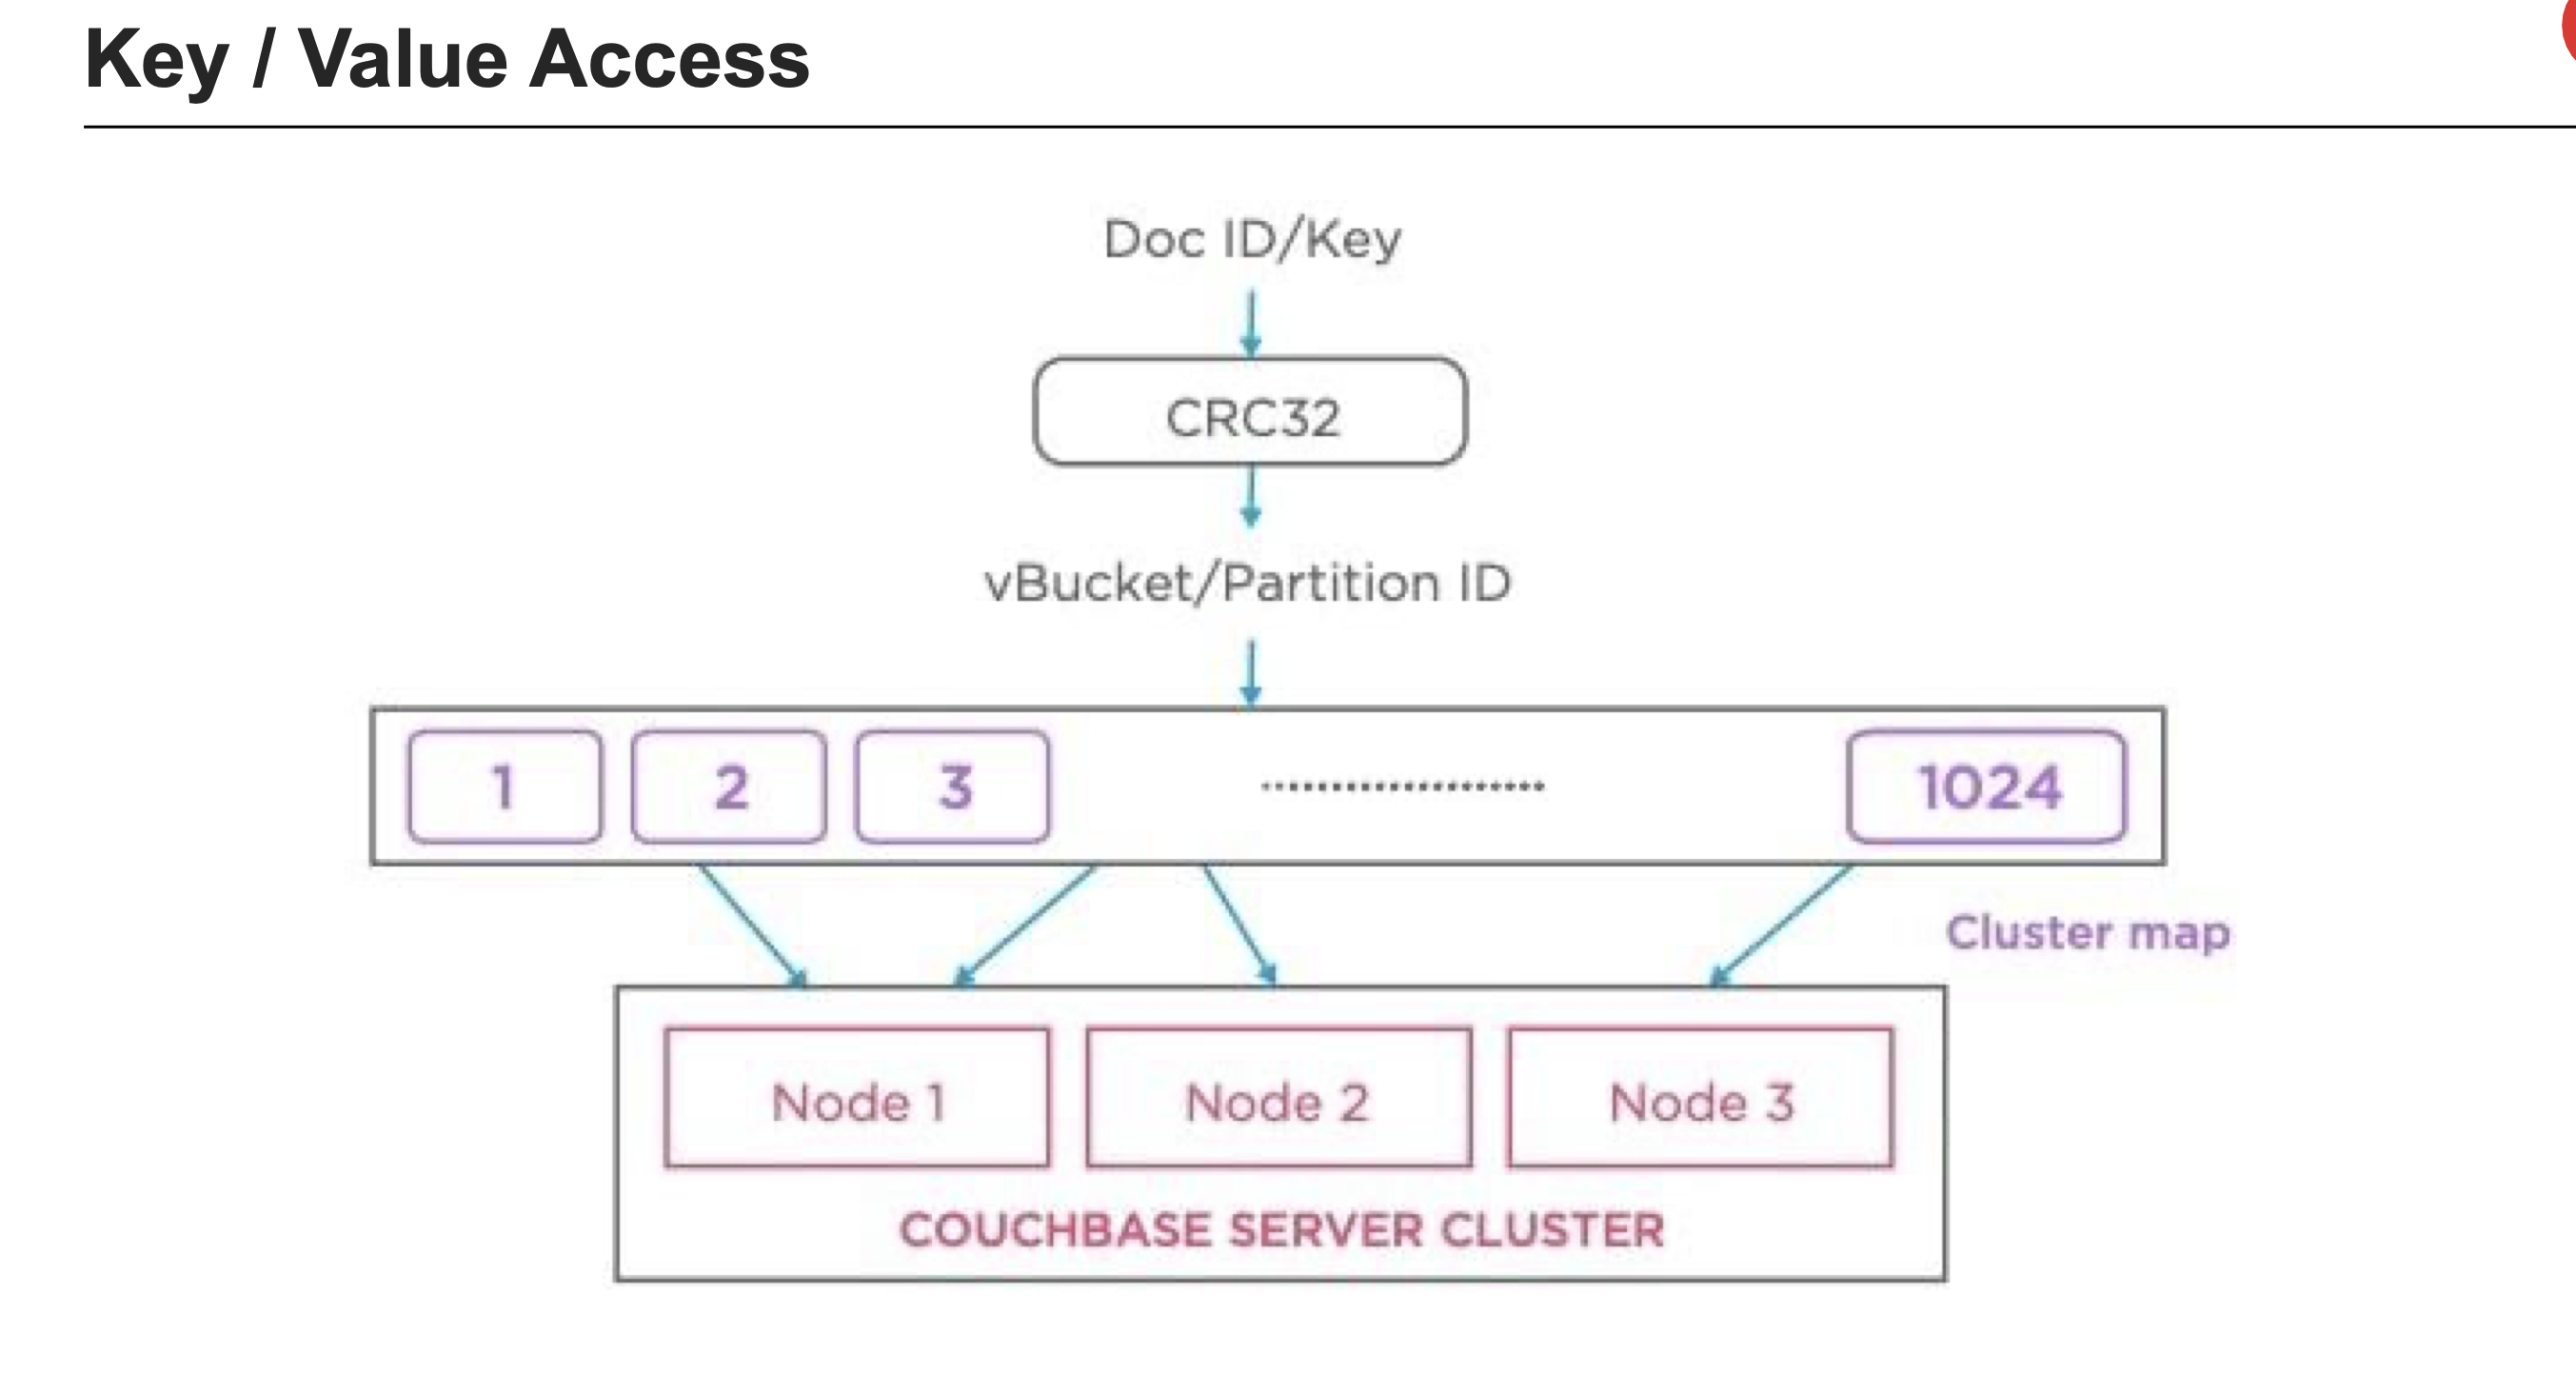 Key / Value Access
Doc ID/Key
CRC32
vBucket/Partition ID
1 2 3 1024
Cluster map
Node 1 Node 2 Node 3
COUCHBASE SERVER CLUSTER